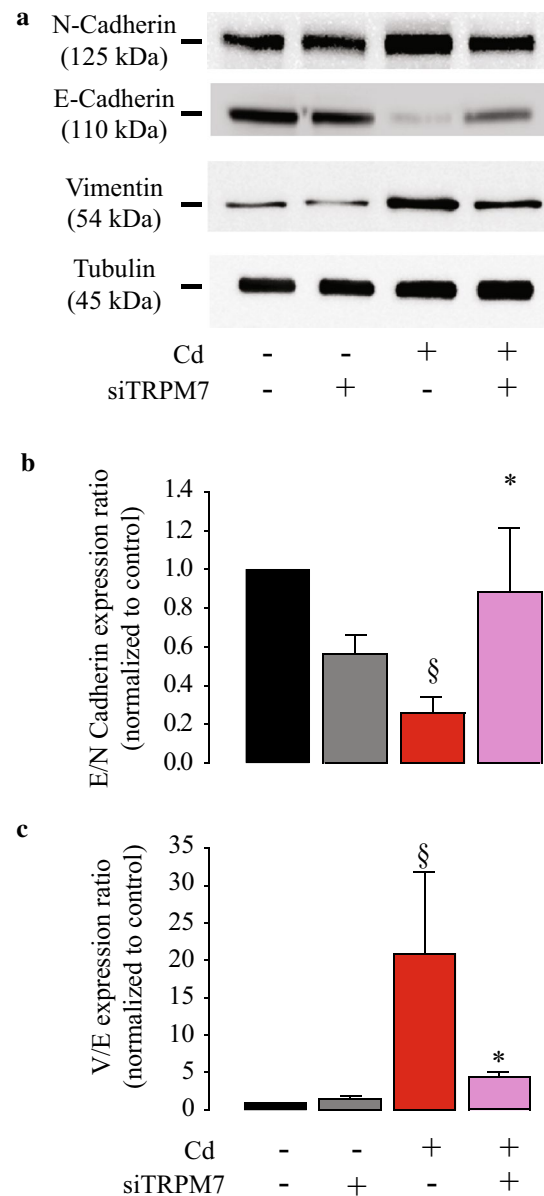 a
N-Cadherin
(125 kDa)
E-Cadherin
(110 kDa)
Vimentin
(54 kDa)
Tubulin
(45 kDa)
Cd - - + +
siTRPM7 - + - +
b
E/N Cadherin expression ratio
(normalized to control)
1.4
1.2
1.0
0.8
0.6
0.4
0.2
0.0
§
*
c
V/E expression ratio
(normalized to control)
35
30
25
20
15
10
5
0
§
*
Cd - - + +
siTRPM7 - + - +